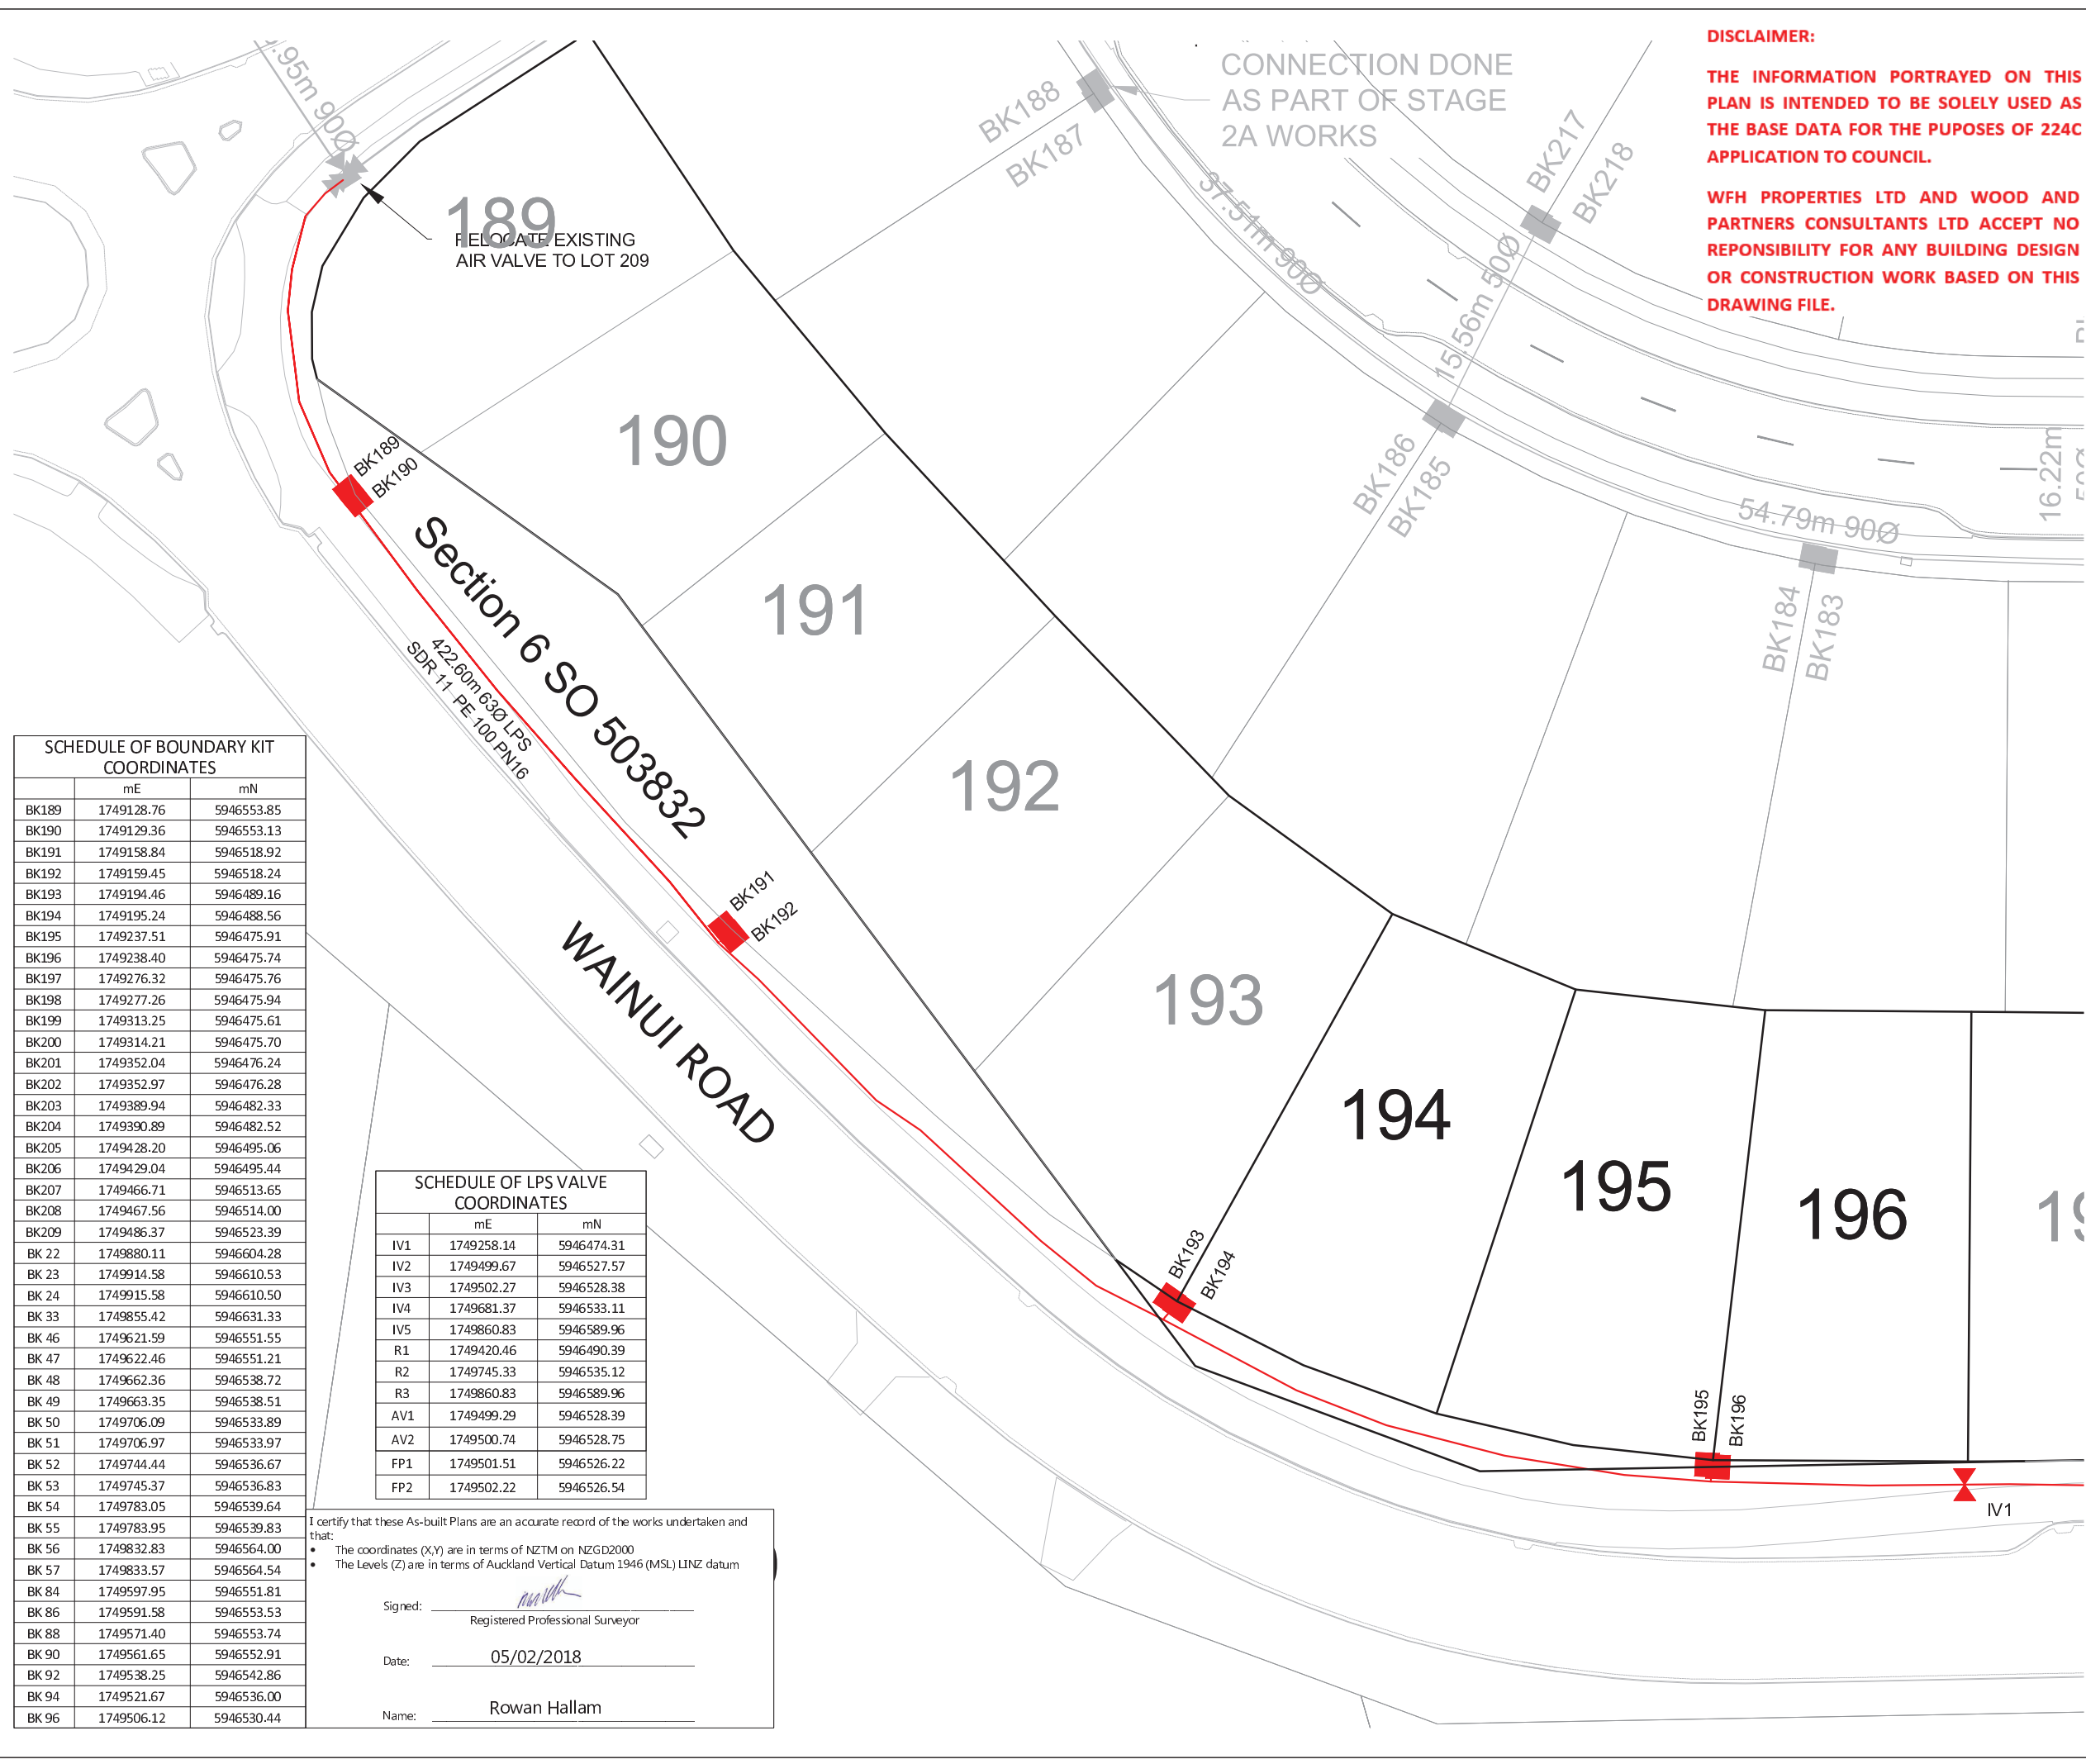 DISCLAIMER:
THE INFORMATION PORTRAYED ON THIS
PLAN IS INTENDED TO BE SOLELY USED AS
THE BASE DATA FOR THE PUPOSES OF 224C
APPLICATION TO COUNCIL.
WFH PROPERTIES LTD AND WOOD AND
PARTNERS CONSULTANTS LTD ACCEPT NO
REPONSIBILITY FOR ANY BUILDING DESIGN
OR CONSTRUCTION WORK BASED ON THIS
DRAWING FILE.
CONNECTION DONE
AS PART OF STAGE
2A WORKS
.95m 90Ø
BK188
BK187
BK217
BK218
37.51m 90Ø
15.56m 50Ø
189
RELOCATE EXISTING
AIR VALVE TO LOT 209
190
BK189
BK190
BK186
BK185
54.79m 90Ø
16.22m
50Ø
BK184
BK183
191
Section 6 SO 503832
422.60m 63Ø LPS
SDR 11 PE 100 PN16
192
BK191
BK192
WAINUI ROAD
193
194
195
196
19
BK193
BK194
BK195
BK196
IV1
SCHEDULE OF BOUNDARY KIT
COORDINATES
mE mN
BK189 1749128.76 5946553.85
BK190 1749129.36 5946553.13
BK191 1749158.84 5946518.92
BK192 1749159.45 5946518.24
BK193 1749194.46 5946489.16
BK194 1749195.24 5946488.56
BK195 1749237.51 5946475.91
BK196 1749238.40 5946475.74
BK197 1749276.32 5946475.76
BK198 1749277.26 5946475.94
BK199 1749313.25 5946475.61
BK200 1749314.21 5946475.70
BK201 1749352.04 5946476.24
BK202 1749352.97 5946476.28
BK203 1749389.94 5946482.33
BK204 1749390.89 5946482.52
BK205 1749428.20 5946495.06
BK206 1749429.04 5946495.44
BK207 1749466.71 5946513.65
BK208 1749467.56 5946514.00
BK209 1749486.37 5946523.39
BK 22 1749880.11 5946604.28
BK 23 1749914.58 5946610.53
BK 24 1749915.58 5946610.50
BK 33 1749855.42 5946631.33
BK 46 1749621.59 5946551.55
BK 47 1749622.46 5946551.21
BK 48 1749662.36 5946538.72
BK 49 1749663.35 5946538.51
BK 50 1749706.09 5946533.89
BK 51 1749706.97 5946533.97
BK 52 1749744.44 5946536.67
BK 53 1749745.37 5946536.83
BK 54 1749783.05 5946539.64
BK 55 1749783.95 5946539.83
BK 56 1749832.83 5946564.00
BK 57 1749833.57 5946564.54
BK 84 1749597.95 5946551.81
BK 86 1749591.58 5946553.53
BK 88 1749571.40 5946553.74
BK 90 1749561.65 5946552.91
BK 92 1749538.25 5946542.86
BK 94 1749521.67 5946536.00
BK 96 1749506.12 5946530.44
SCHEDULE OF LPS VALVE
COORDINATES
mE mN
IV1 1749258.14 5946474.31
IV2 1749499.67 5946527.57
IV3 1749502.27 5946528.38
IV4 1749681.37 5946533.11
IV5 1749860.83 5946589.96
R1 1749420.46 5946490.39
R2 1749745.33 5946535.12
R3 1749860.83 5946589.96
AV1 1749499.29 5946528.39
AV2 1749500.74 5946528.75
FP1 1749501.51 5946526.22
FP2 1749502.22 5946526.54
I certify that these As-built Plans are an accurate record of the works undertaken and
that:
• The coordinates (X,Y) are in terms of NZTM on NZGD2000
• The Levels (Z) are in terms of Auckland Vertical Datum 1946 (MSL) LINZ datum
Signed:
Registered Professional Surveyor
Date: 05/02/2018
Name: Rowan Hallam